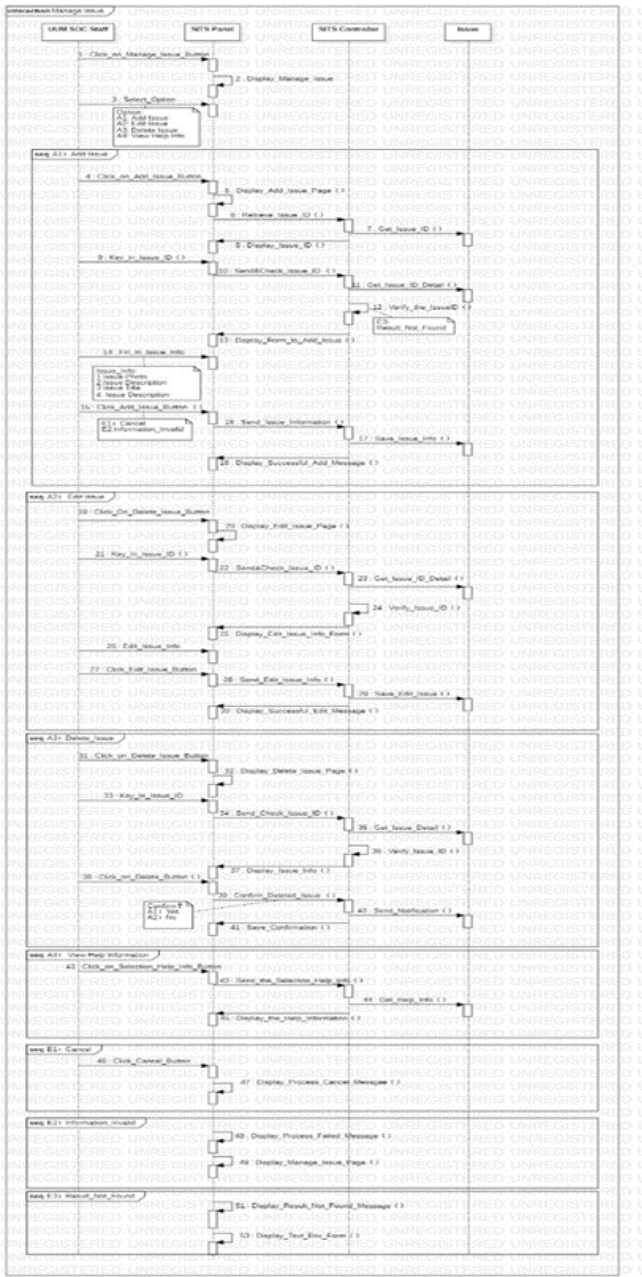 interaction Manage Issue
UUM SOC Staff
SITS Panel
SITS Controller
Issue
1 : Click_on_Manage_Issue_Button
2 : Display_Manage_Issue
3 : Select_Option
Option:
A1: Add Issue
A2: Edit Issue
A3: Delete Issue
A4: View Help Info
seq A1: Add Issue
4 : Click_on_Add_Issue_Button
5 : Display_Add_Issue_Page ( )
6 : Retrieve_Issue_ID ( )
7 : Get_Issue_ID ( )
8 : Display_Issue_ID ( )
9 : Key_in_Issue_ID ( )
10 : Send&Check_Issue_ID ( )
11 : Get_Issue_ID_Detail ( )
12 : Verify_the_IssueID ( )
E3:
Result_Not_Found
13 : Display_Form_to_Add_Issue ( )
14 : Fill_in_Issue_Info
Issue_Info
1.Issue Photo
2.Issue Description
3.Issue Title
4. Issue Description
15 : Click_Add_Issue_Button ( )
E1: Cancel
E2:Information_Invalid
16 : Send_Issue_Information ( )
17 : Save_Issue_Info ( )
18 : Display_Successful_Add_Message ( )
seq A2: Edit Issue
19 : Click_On_Delete_Issue_Button
20 : Display_Edit_Issue_Page ( )
21 : Key_In_Issue_ID ( )
22 : Send&Check_Issue_ID ( )
23 : Get_Issue_ID_Detail ( )
24 : Verify_Issue_ID ( )
25 : Display_Edit_Issue_Info_Form ( )
26 : Edit_Issue_Info
27 : Click_Edit_Issue_Button
28 : Send_Edit_Issue_Info ( )
29 : Save_Edit_Issue ( )
30 : Display_Successful_Edit_Message ( )
seq A3: Delete_Issue
31 : Click_on_Delete_Issue_Button
32 : Display_Delete_Issue_Page ( )
33 : Key_In_Issue_ID
34 : Send_Check_Issue_ID ( )
35 : Get_Issue_Detail ( )
36 : Verify_Issue_ID ( )
37 : Display_Issue_Info ( )
38 : Click_on_Delete_Button ( )
39 : Confirm_Deleted_Issue ( )
Confirm?
A1: Yes
A2: No
40 : Send_Notification ( )
41 : Save_Confirmation ( )
seq A4: View Help Information
42 : Click_on_Selection_Help_Info_Button
43 : Send_the_Selection_Help_Info ( )
44 : Get_Help_Info ( )
45 : Display_the_Help_Information ( )
seq E1: Cancel
46 : Click_Cancel_Button
47 : Display_Process_Cancel_Message ( )
seq E2: Information_Invalid
48 : Display_Process_Failed_Message ( )
49 : Display_Manage_Issue_Page ( )
seq E3: Result_Not_Found
51 : Display_Result_Not_Found_Message ( )
53 : Display_Text_Box_Form ( )